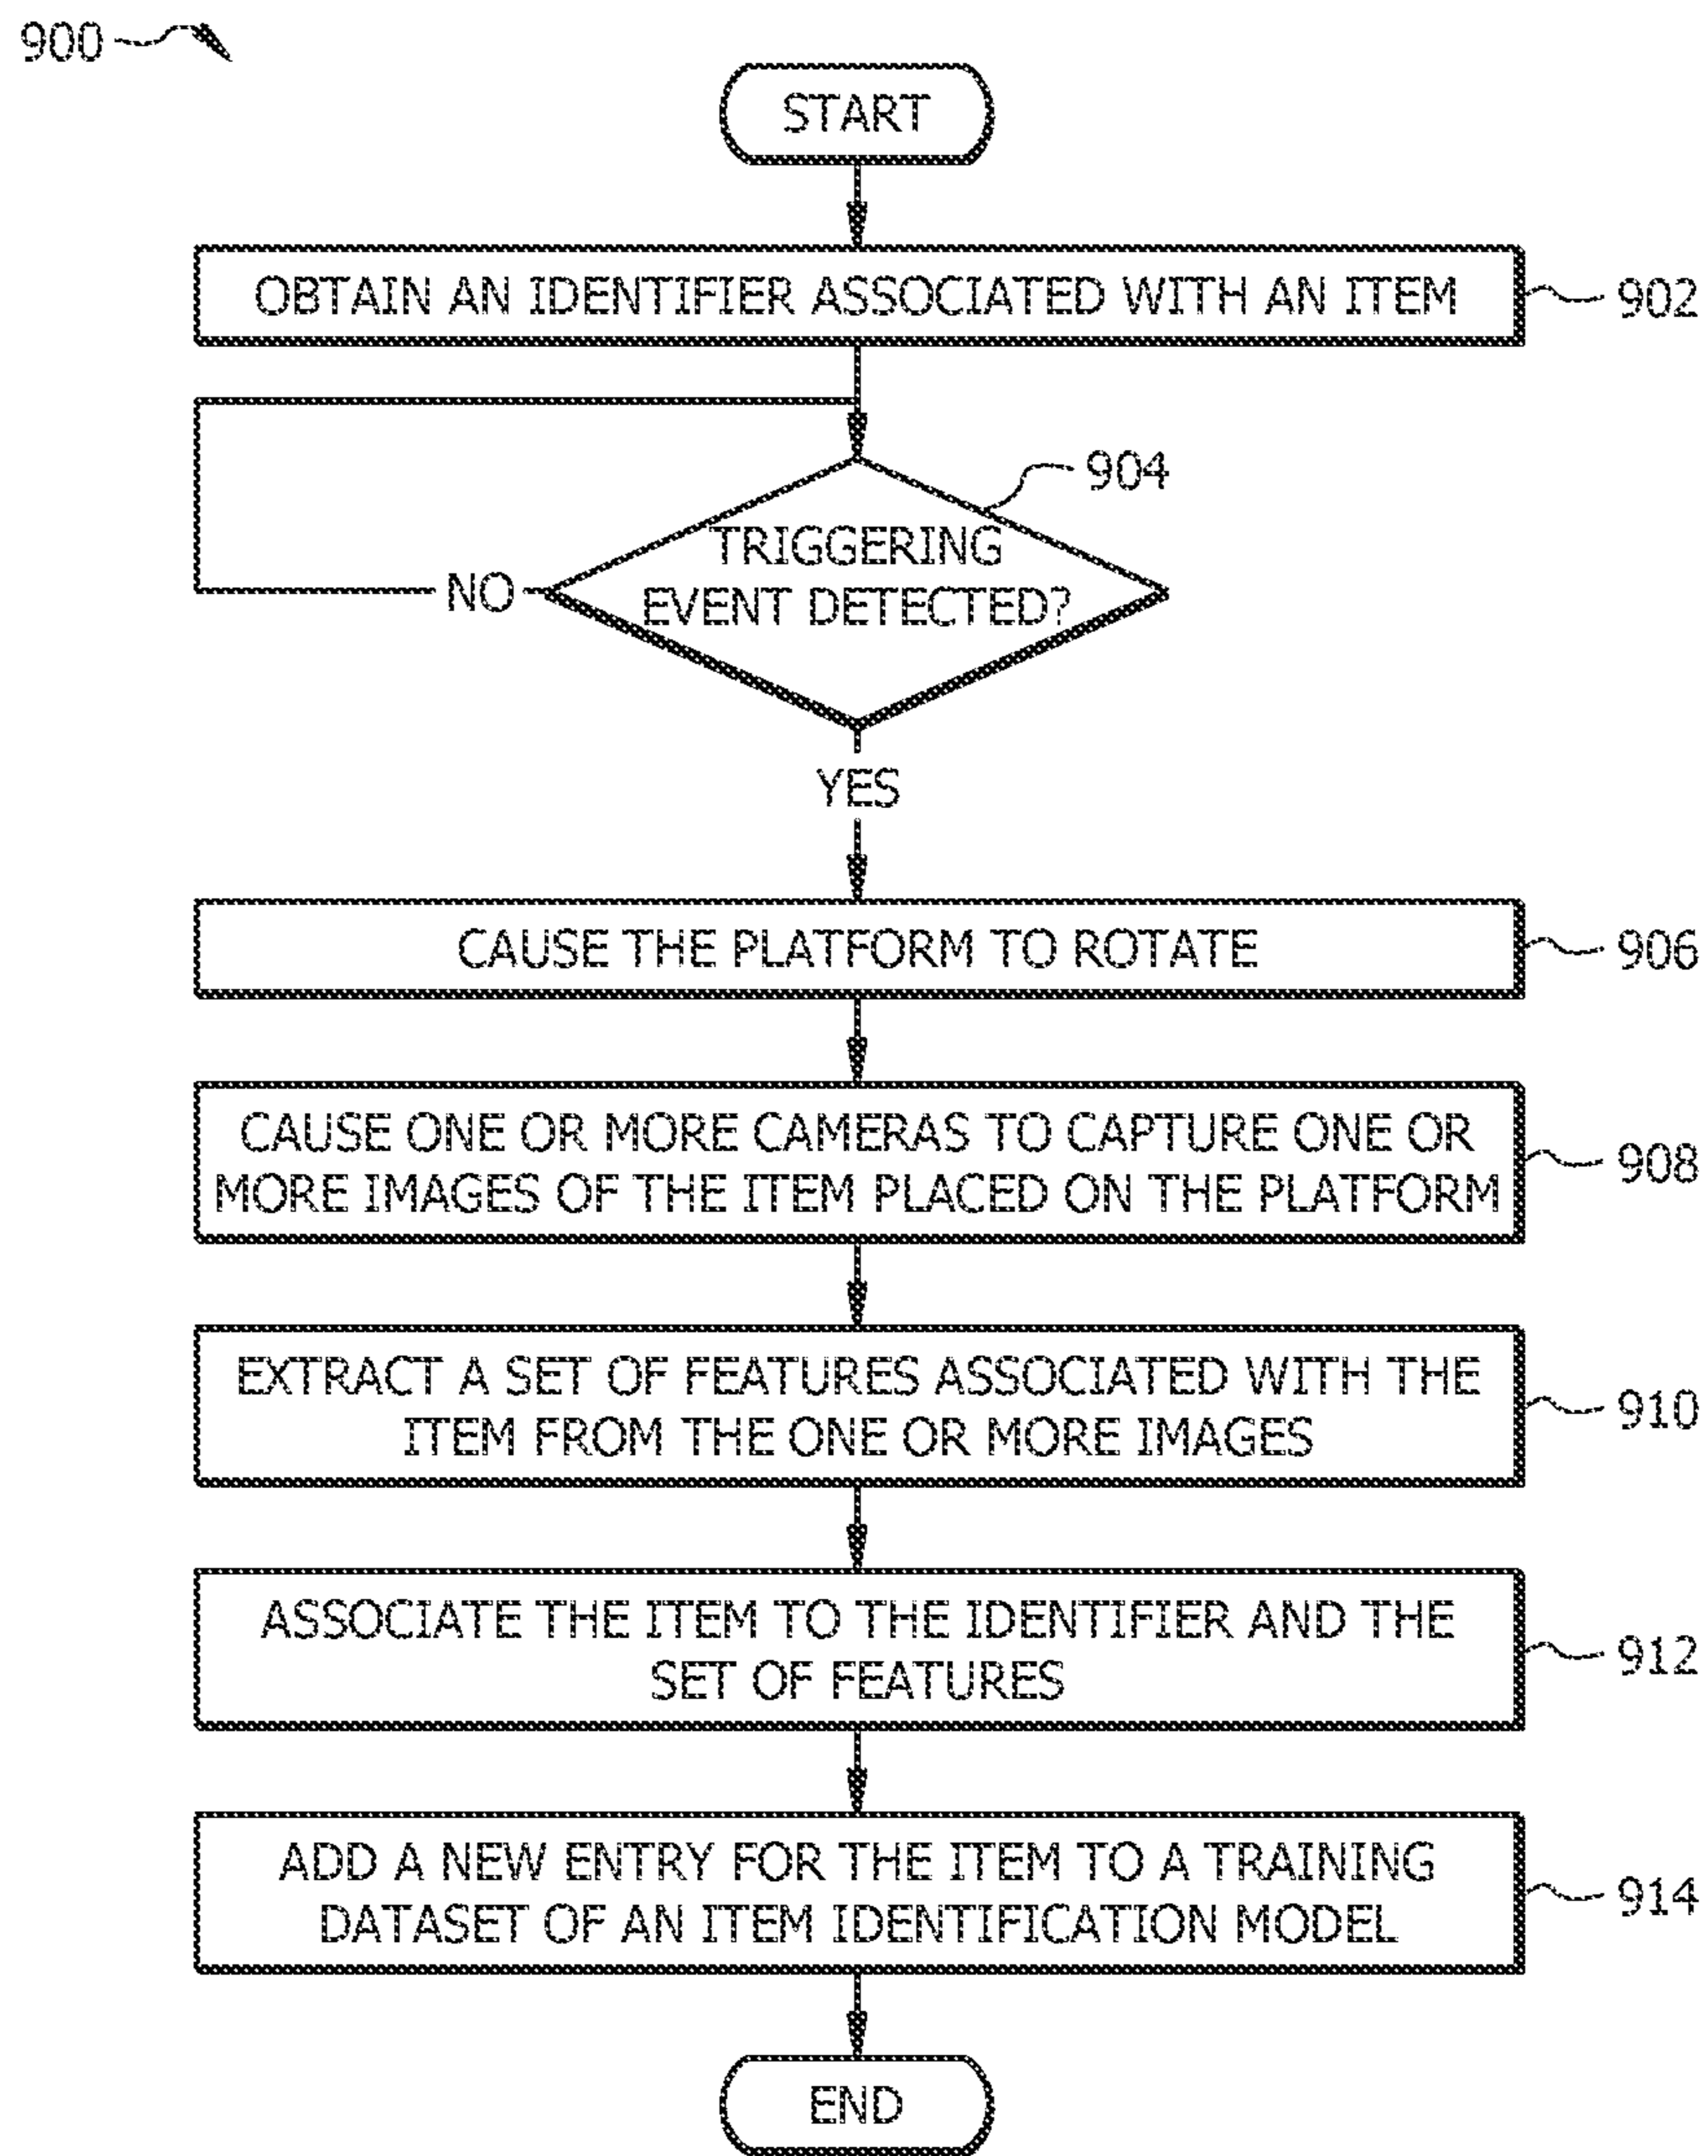 900
START
OBTAIN AN IDENTIFIER ASSOCIATED WITH AN ITEM
902
904
TRIGGERING
EVENT DETECTED?
NO
YES
CAUSE THE PLATFORM TO ROTATE
906
CAUSE ONE OR MORE CAMERAS TO CAPTURE ONE OR
MORE IMAGES OF THE ITEM PLACED ON THE PLATFORM
908
EXTRACT A SET OF FEATURES ASSOCIATED WITH THE
ITEM FROM THE ONE OR MORE IMAGES
910
ASSOCIATE THE ITEM TO THE IDENTIFIER AND THE
SET OF FEATURES
912
ADD A NEW ENTRY FOR THE ITEM TO A TRAINING
DATASET OF AN ITEM IDENTIFICATION MODEL
914
END